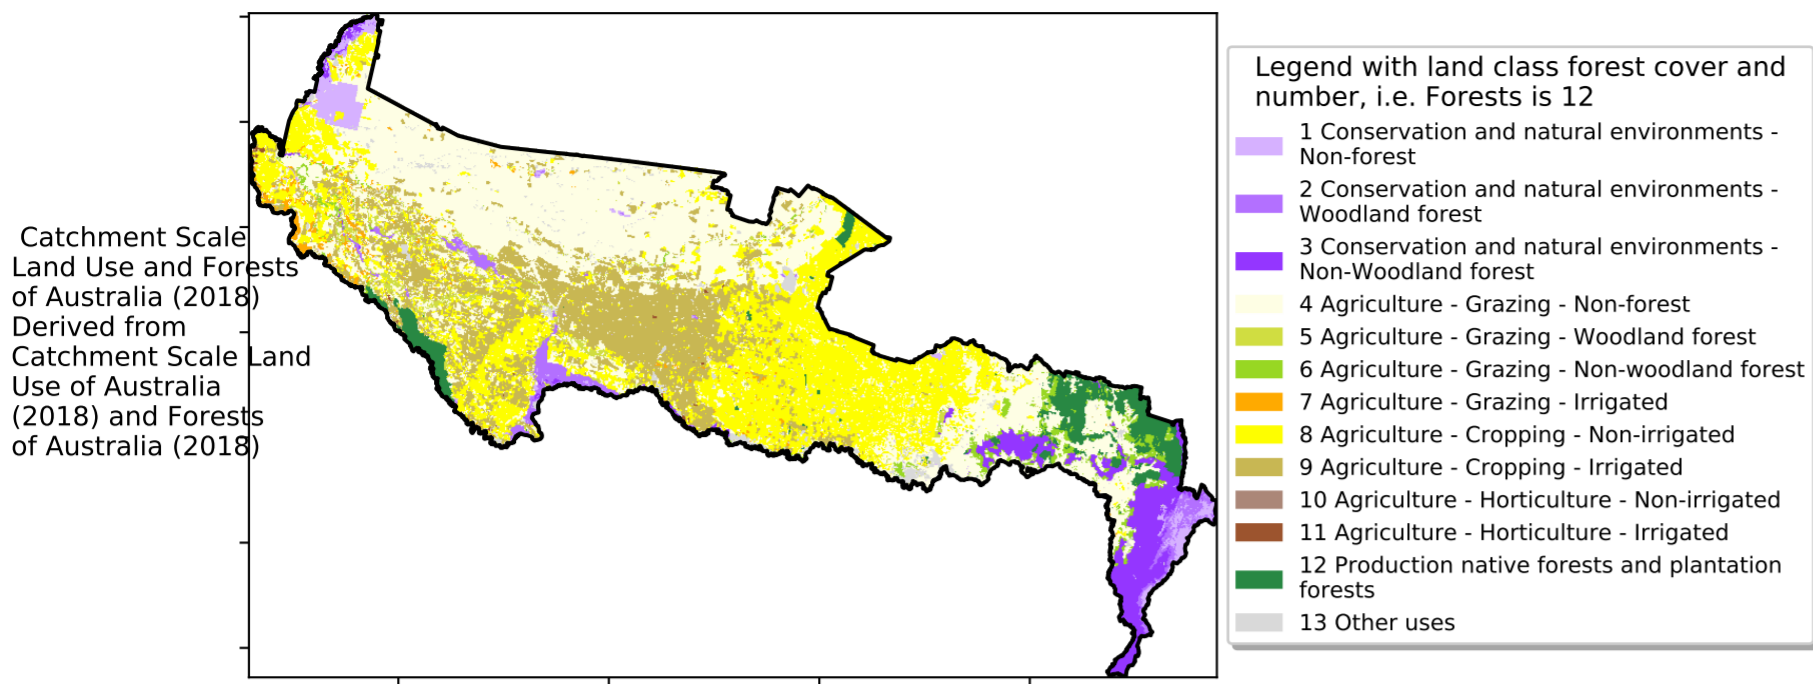 Catchment Scale
Land Use and Forests
of Australia (2018)
Derived from
Catchment Scale Land
Use of Australia
(2018) and Forests
of Australia (2018)
Legend with land class forest cover and
number, i.e. Forests is 12
1 Conservation and natural environments -
Non-forest
2 Conservation and natural environments -
Woodland forest
3 Conservation and natural environments -
Non-Woodland forest
4 Agriculture - Grazing - Non-forest
5 Agriculture - Grazing - Woodland forest
6 Agriculture - Grazing - Non-woodland forest
7 Agriculture - Grazing - Irrigated
8 Agriculture - Cropping - Non-irrigated
9 Agriculture - Cropping - Irrigated
10 Agriculture - Horticulture - Non-irrigated
11 Agriculture - Horticulture - Irrigated
12 Production native forests and plantation
forests
13 Other uses